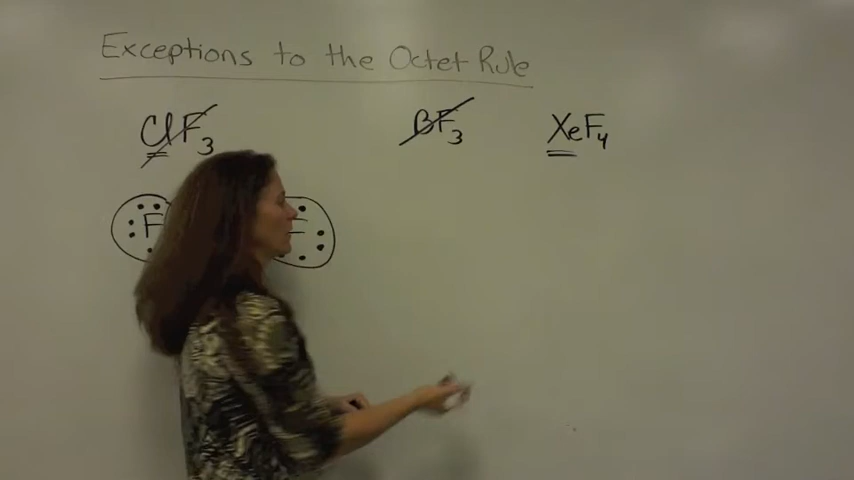 Exceptions to the Octet Rule
ClF₃ BF₃ XeF₄
F F